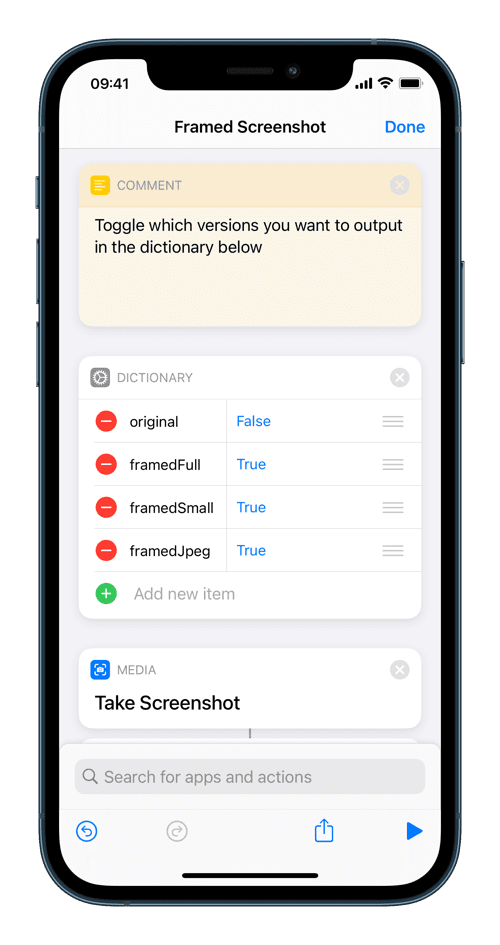 09:41
Framed Screenshot
Done
COMMENT
Toggle which versions you want to output
in the dictionary below
DICTIONARY
original False
framedFull True
framedSmall True
framedJpeg True
Add new item
MEDIA
Take Screenshot
Search for apps and actions